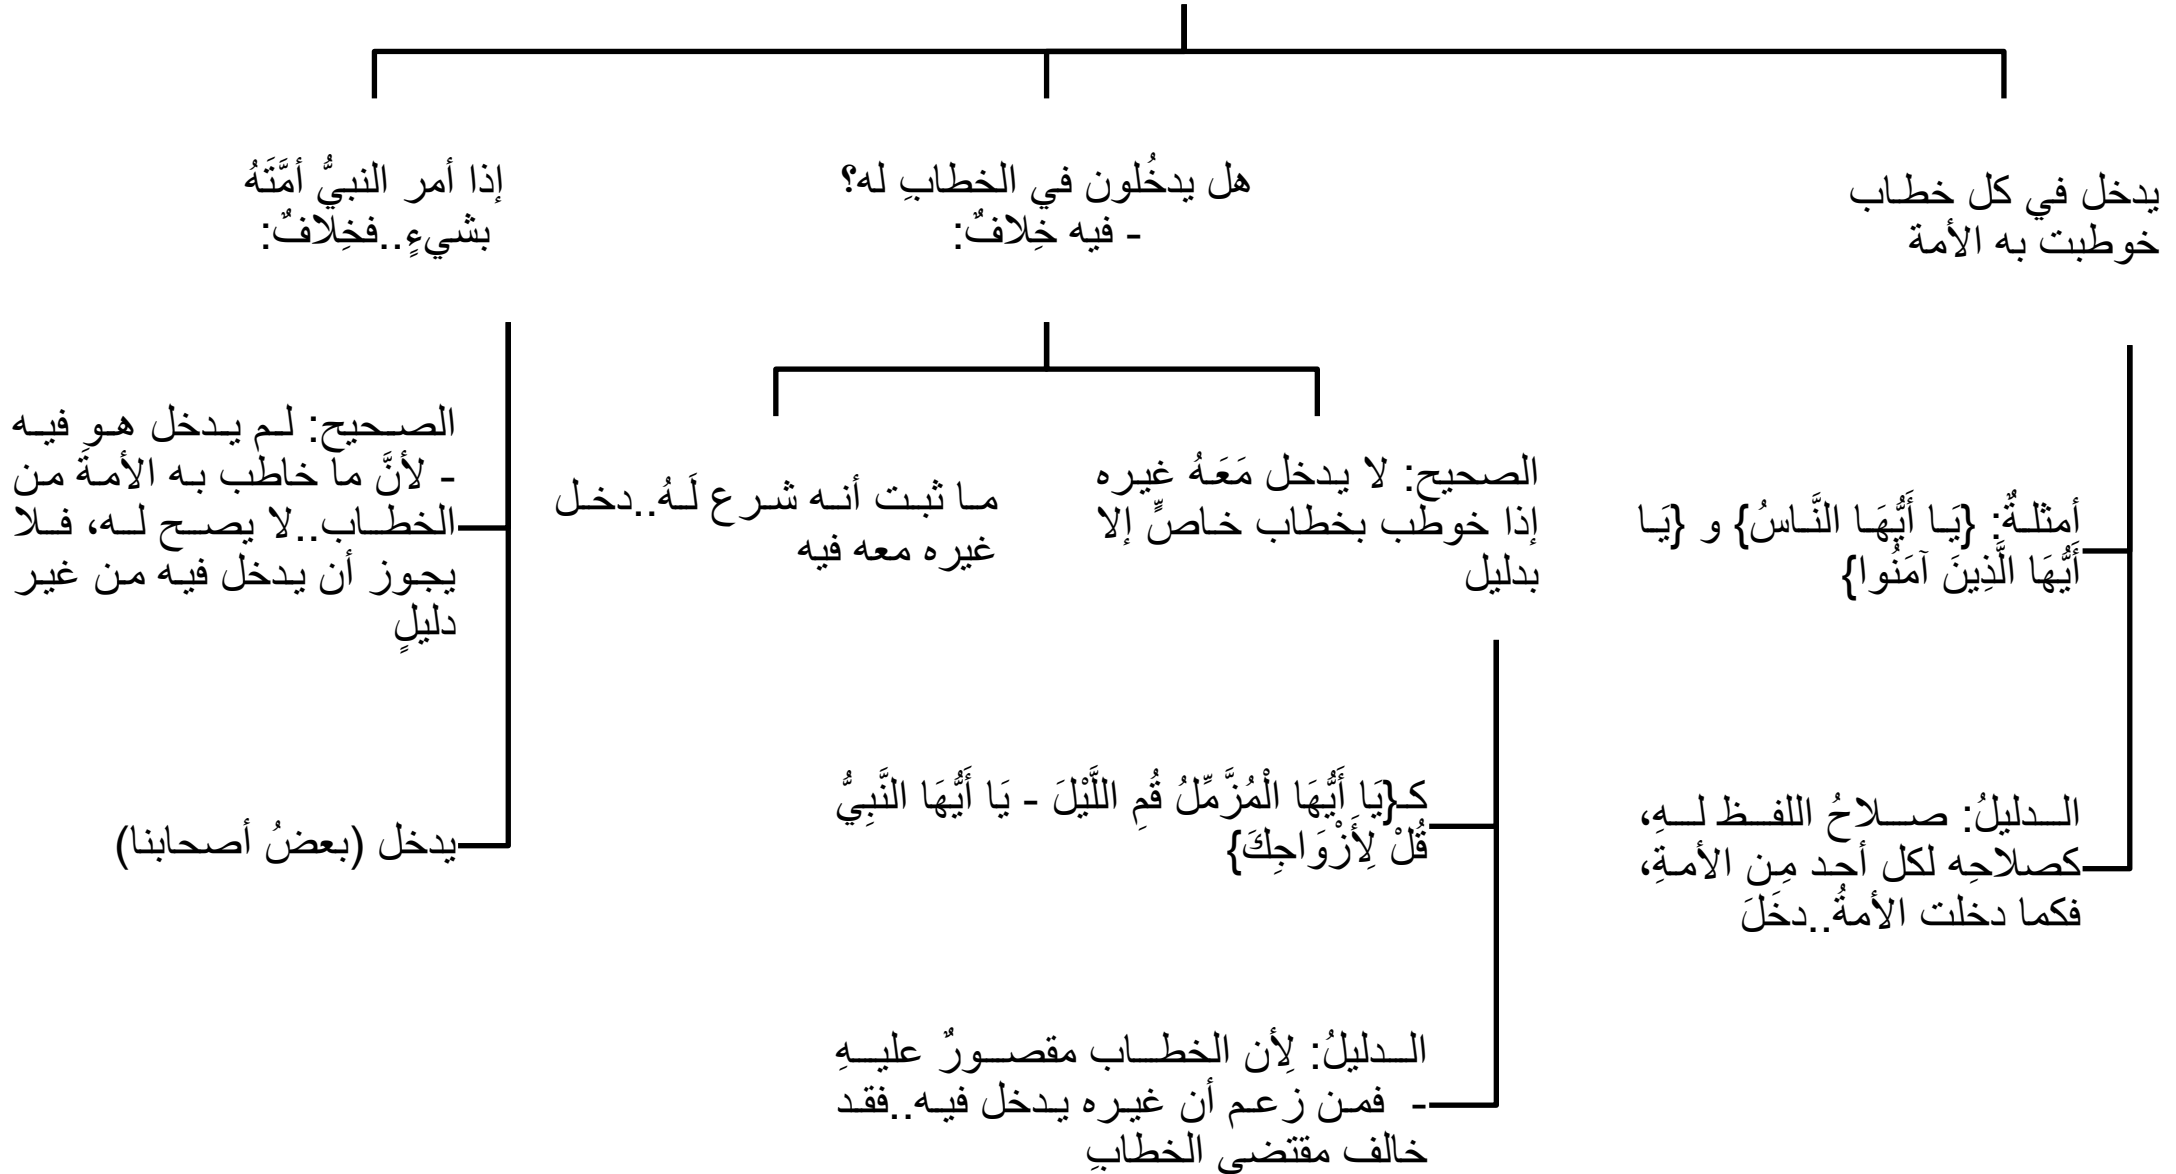 يدخل في كل خطاب
خوطبت به الأمة
أمثلةٌ: {يَا أَيُّهَا النَّاسُ} و {يَا
أَيُّهَا الَّذِينَ آمَنُوا}
الدليلُ: صلاحُ اللفظ لهِ،
كصلاحِه لكل أحد مِن الأمةِ،
فكما دخلت الأمةُ..دخَلَ
هل يدخُلون في الخطابِ له؟
- فيه خِلافٌ:
الصحيح: لا يدخل مَعَهُ غيره
إذا خوطب بخطاب خاصٍّ إلا
بدليل
كـ{يَا أَيُّهَا الْمُزَّمِّلُ قُمِ اللَّيْلَ - يَا أَيُّهَا النَّبِيُّ
قُلْ لِأَزْوَاجِكَ}
الدليلُ: لِأن الخطاب مقصورٌ عليهِ
- فمن زعم أن غيره يدخل فيه..فقد
خالف مقتضى الخطابِ
ما ثبت أنه شرع لَهُ..دخل
غيره معه فيه
إذا أمر النبيُّ أمَّتَهُ
بشيءٍ..فخِلافٌ:
الصحيح: لم يدخل هو فيه
- لأنَّ ما خاطب به الأمةَ من
الخطاب..لا يصح له، فلا
يجوز أن يدخل فيه من غير
دليلٍ
يدخل (بعضُ أصحابنا)